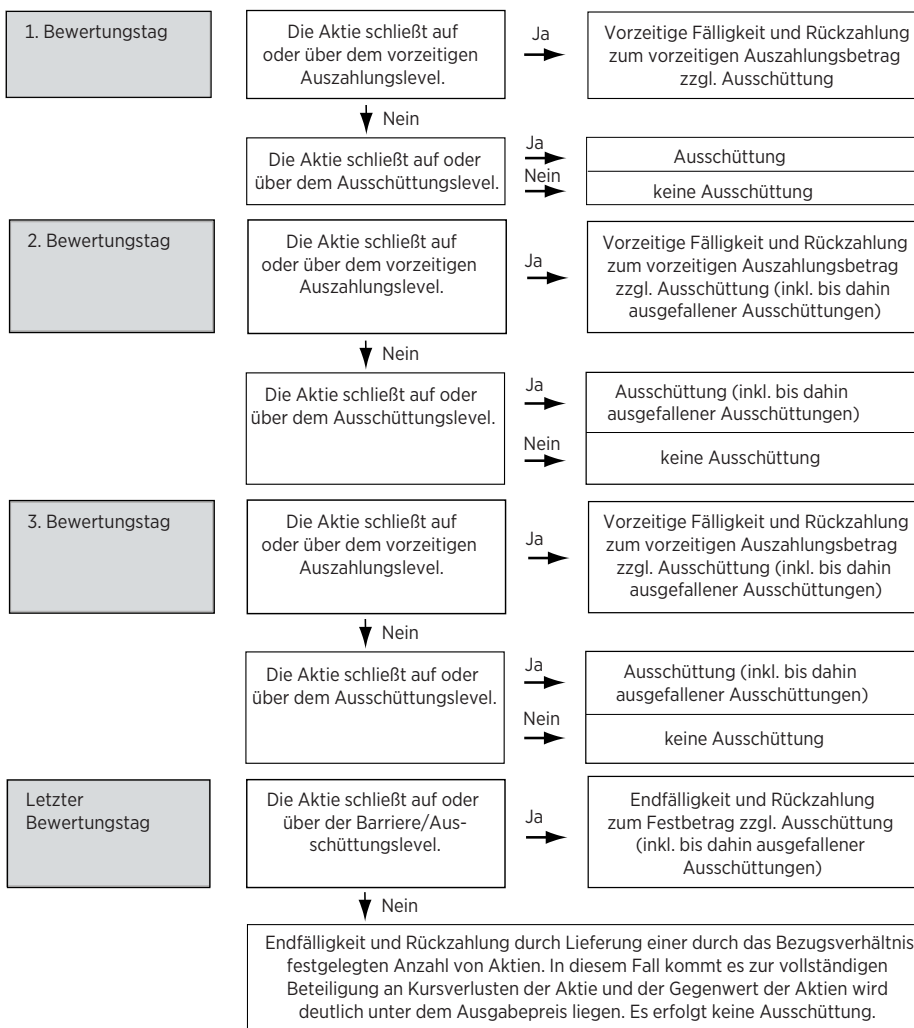 1. Bewertungstag
Die Aktie schließt auf
oder über dem vorzeitigen
Auszahlungslevel.
Ja
Vorzeitige Fälligkeit und Rückzahlung
zum vorzeitigen Auszahlungsbetrag
zzgl. Ausschüttung
Nein
Die Aktie schließt auf oder
über dem Ausschüttungslevel.
Ja
Ausschüttung
Nein
keine Ausschüttung
2. Bewertungstag
Die Aktie schließt auf
oder über dem vorzeitigen
Auszahlungslevel.
Ja
Vorzeitige Fälligkeit und Rückzahlung
zum vorzeitigen Auszahlungsbetrag
zzgl. Ausschüttung (inkl. bis dahin
ausgefallener Ausschüttungen)
Nein
Die Aktie schließt auf oder
über dem Ausschüttungslevel.
Ja
Ausschüttung (inkl. bis dahin
ausgefallener Ausschüttungen)
Nein
keine Ausschüttung
3. Bewertungstag
Die Aktie schließt auf
oder über dem vorzeitigen
Auszahlungslevel.
Ja
Vorzeitige Fälligkeit und Rückzahlung
zum vorzeitigen Auszahlungsbetrag
zzgl. Ausschüttung (inkl. bis dahin
ausgefallener Ausschüttungen)
Nein
Die Aktie schließt auf oder
über dem Ausschüttungslevel.
Ja
Ausschüttung (inkl. bis dahin
ausgefallener Ausschüttungen)
Nein
keine Ausschüttung
Letzter
Bewertungstag
Die Aktie schließt auf oder
über der Barriere/Aus-
schüttungslevel.
Ja
Endfälligkeit und Rückzahlung
zum Festbetrag zzgl. Ausschüttung
(inkl. bis dahin ausgefallener
Ausschüttungen)
Nein
Endfälligkeit und Rückzahlung durch Lieferung einer durch das Bezugsverhältnis
festgelegten Anzahl von Aktien. In diesem Fall kommt es zur vollständigen
Beteiligung an Kursverlusten der Aktie und der Gegenwert der Aktien wird
deutlich unter dem Ausgabepreis liegen. Es erfolgt keine Ausschüttung.